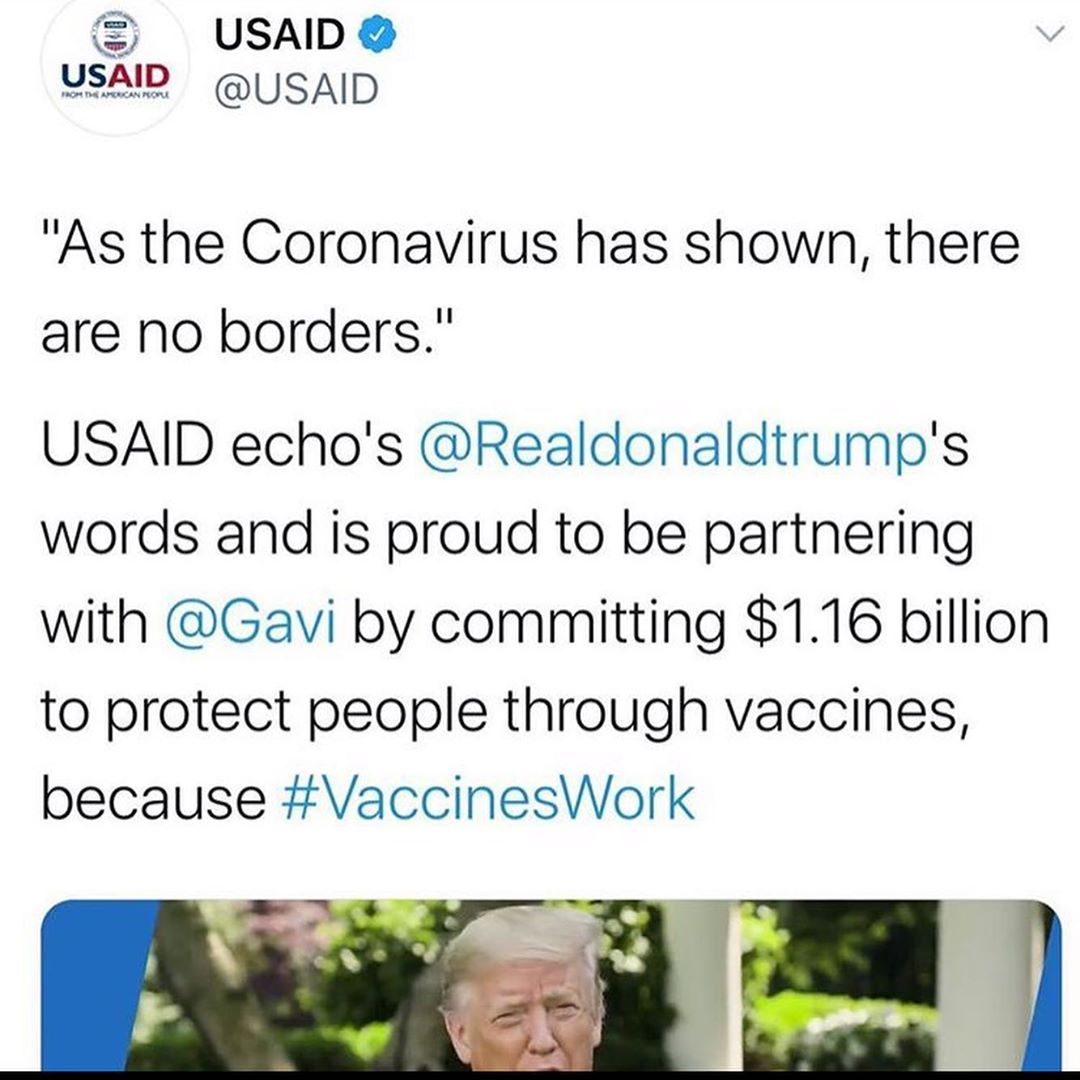 USAID
@USAID
USAID
USAID
FROM THE AMERICAN PEOPLE
"As the Coronavirus has shown, there
are no borders."
USAID echo's @Realdonaldtrump's
words and is proud to be partnering
with @Gavi by committing $1.16 billion
to protect people through vaccines,
because #VaccinesWork